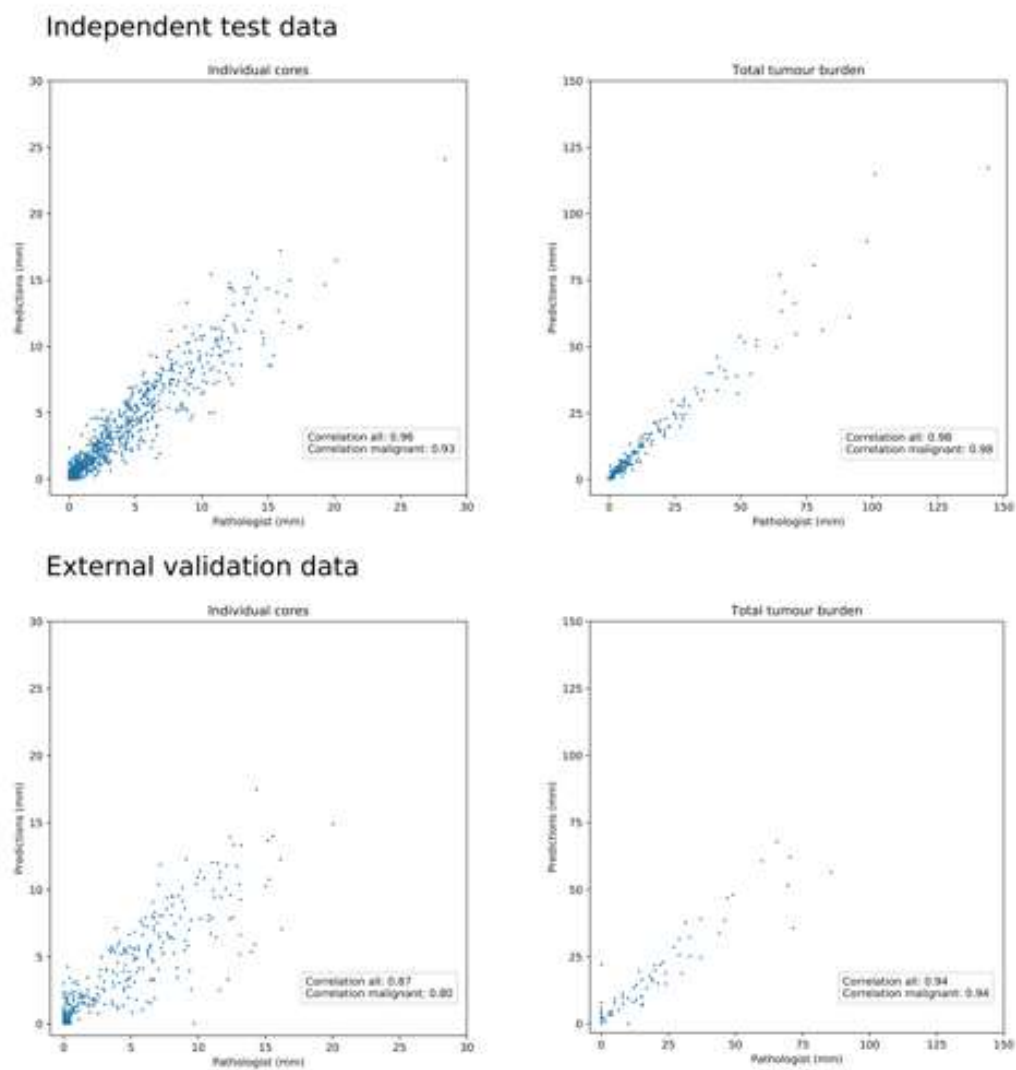 Independent test data
Individual cores
30
25
20
15
10
5
0
Predictions (mm)
Correlation all: 0.96
Correlation malignant: 0.93
0 5 10 15 20 25 30
Pathologist (mm)
Total tumour burden
150
125
100
75
50
25
0
Predictions (mm)
Correlation all: 0.98
Correlation malignant: 0.98
0 25 50 75 100 125 150
Pathologist (mm)
External validation data
Individual cores
30
25
20
15
10
5
0
Predictions (mm)
Correlation all: 0.87
Correlation malignant: 0.80
0 5 10 15 20 25 30
Pathologist (mm)
Total tumour burden
150
125
100
75
50
25
0
Predictions (mm)
Correlation all: 0.94
Correlation malignant: 0.94
0 25 50 75 100 125 150
Pathologist (mm)